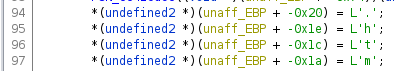 94 *(undefined2 *)(unaff_EBP + -0x20) = L'.';
95 *(undefined2 *)(unaff_EBP + -0x1e) = L'h';
96 *(undefined2 *)(unaff_EBP + -0x1c) = L't';
97 *(undefined2 *)(unaff_EBP + -0x1a) = L'm';